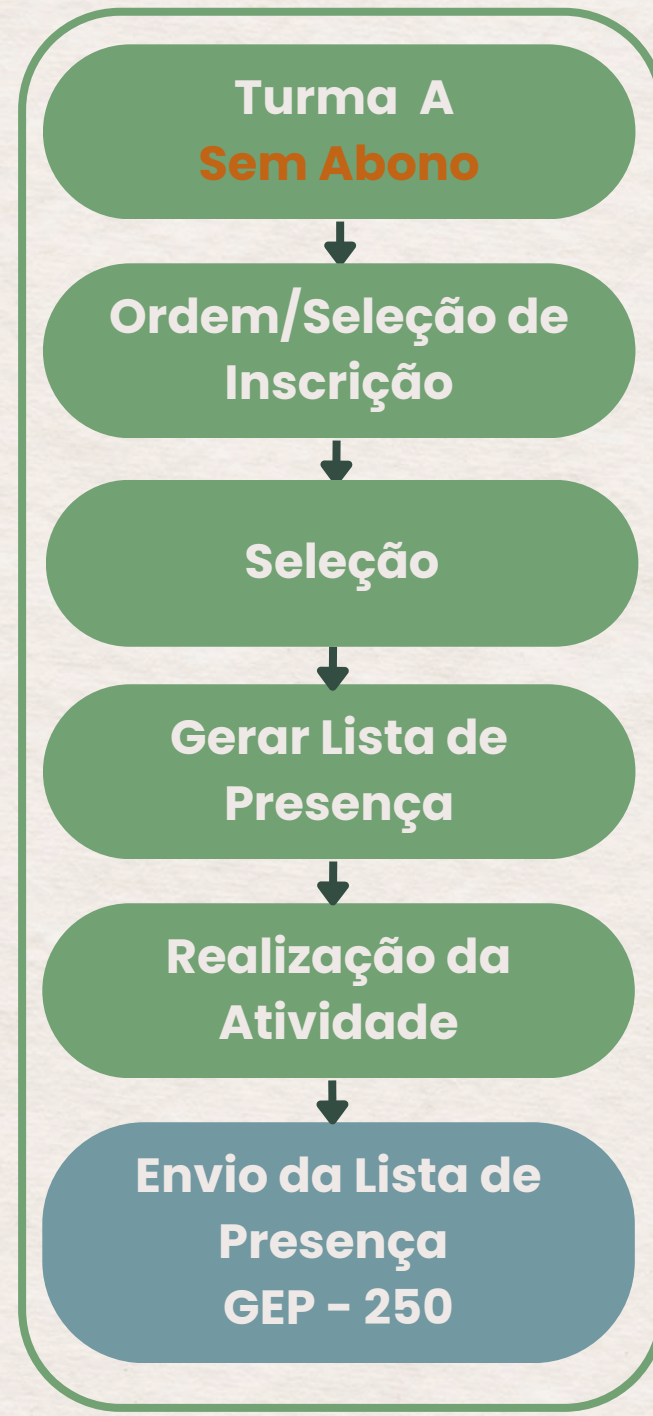 Turma A
Sem Abono
Ordem/Seleção de
Inscrição
Seleção
Gerar Lista de
Presença
Realização da
Atividade
Envio da Lista de
Presença
GEP - 250